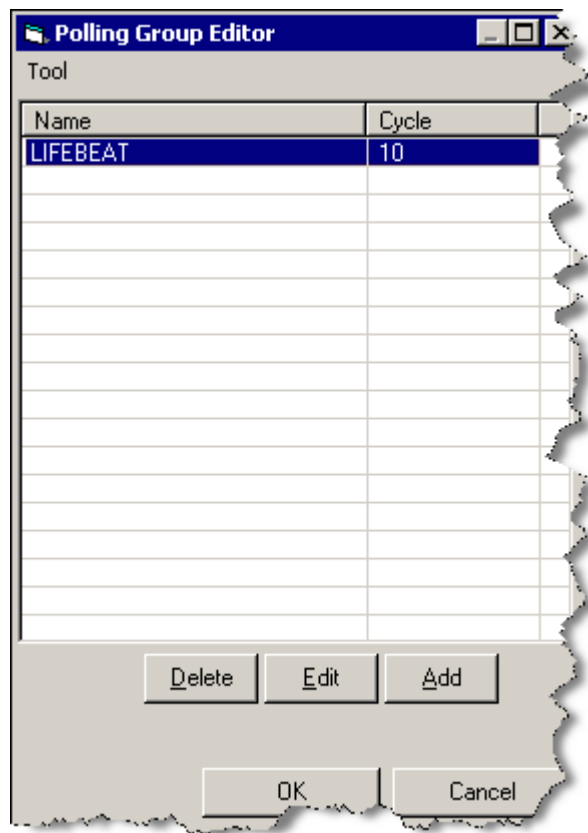 Polling Group Editor
Tool
Name Cycle
LIFEBEAT 10
Delete Edit Add
OK Cancel